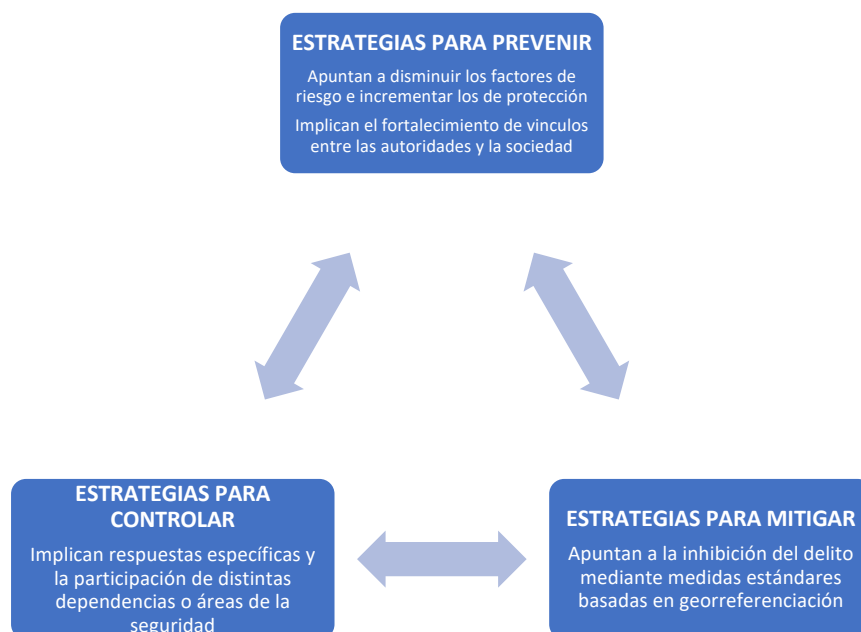 ESTRATEGIAS PARA PREVENIR
Apuntan a disminuir los factores de
riesgo e incrementar los de protección
Implican el fortalecimiento de vinculos
entre las autoridades y la sociedad
ESTRATEGIAS PARA
CONTROLAR
Implican respuestas específicas y
la participación de distintas
dependencias o áreas de la
seguridad
ESTRATEGIAS PARA MITIGAR
Apuntan a la inhibición del delito
mediante medidas estándares
basadas en georreferenciación